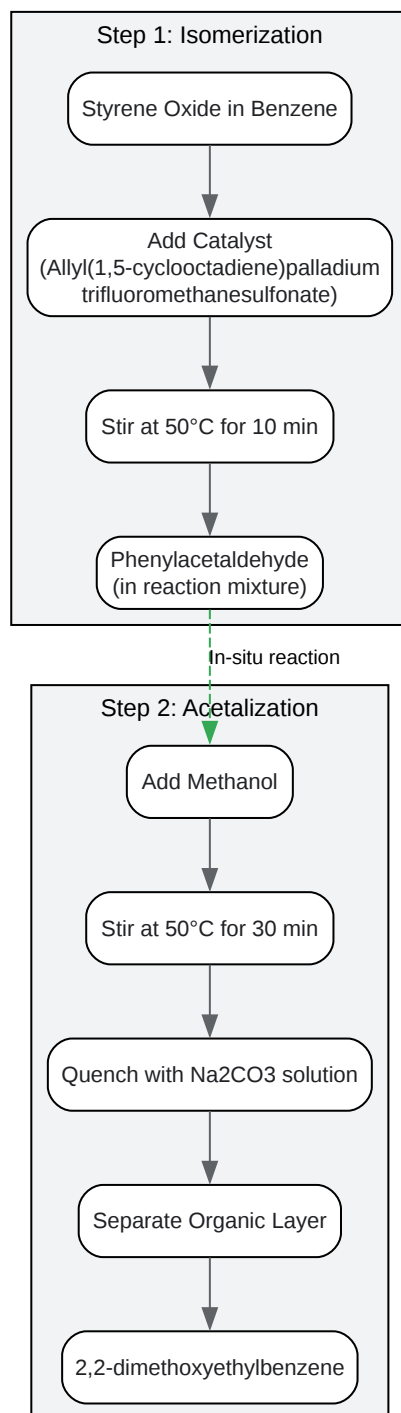 Step 1: Isomerization
Styrene Oxide in Benzene
Add Catalyst
(Allyl(1,5-cyclooctadiene)palladium
trifluoromethanesulfonate)
Stir at 50°C for 10 min
Phenylacetaldehyde
(in reaction mixture)
In-situ reaction
Step 2: Acetalization
Add Methanol
Stir at 50°C for 30 min
Quench with Na2CO3 solution
Separate Organic Layer
2,2-dimethoxyethylbenzene